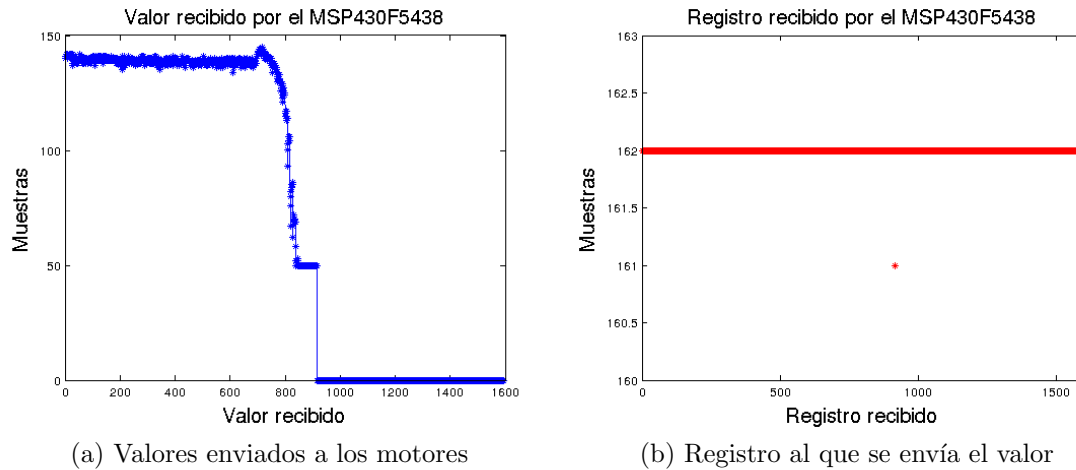 Valor recibido por el MSP430F5438
150
100
50
0
Muestras
0 200 400 600 800 1000 1200 1400 1600
Valor recibido
(a) Valores enviados a los motores
Registro recibido por el MSP430F5438
163
162.5
162
161.5
161
160.5
160
Muestras
0 500 1000 1500
Registro recibido
(b) Registro al que se envía el valor